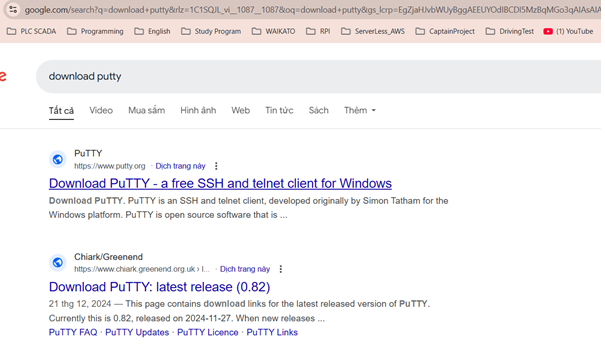 google.com/search?q=download+putty&rlz=1C1SQJL_vi__1087__1087&oq=download+putty&gs_lcrp=EgZjaHJvbWUyBggAEEUYOdIBCDI5MzBqMGo3qAIAsAIA
PLC SCADA Programming English Study Program WAIKATO RPI ServerLess_AWS CaptainProject DrivingTest (1) YouTube
download putty
Tất cả Video Mua sắm Hình ảnh Web Tin tức Sách Thêm
PuTTY
https://www.putty.org · Dịch trang này
Download PuTTY - a free SSH and telnet client for Windows
Download PuTTY. PuTTY is an SSH and telnet client, developed originally by Simon Tatham for the
Windows platform. PuTTY is open source software that is ...
Chiark/Greenend
https://www.chiark.greenend.org.uk › l... · Dịch trang này
Download PuTTY: latest release (0.82)
21 thg 12, 2024 — This page contains download links for the latest released version of PuTTY.
Currently this is 0.82, released on 2024-11-27. When new releases ...
PuTTY FAQ · PuTTY Updates · PuTTY Licence · PuTTY Links